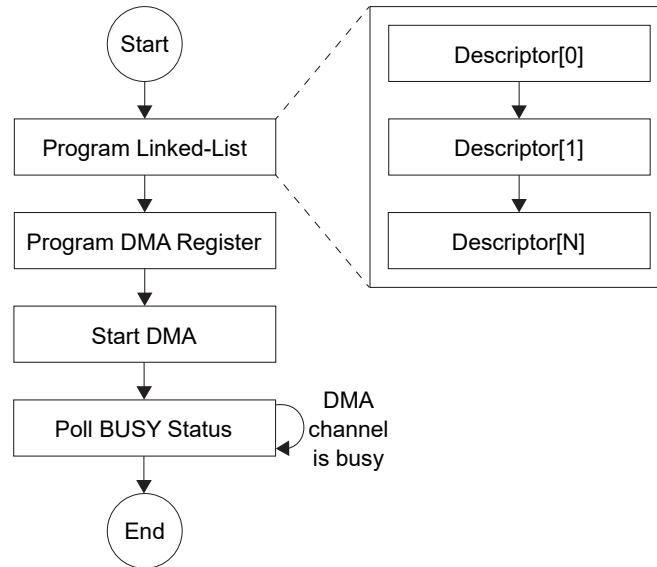 Start
Program Linked-List
Program DMA Register
Start DMA
Poll BUSY Status
DMA
channel
is busy
End
Descriptor[0]
Descriptor[1]
Descriptor[N]